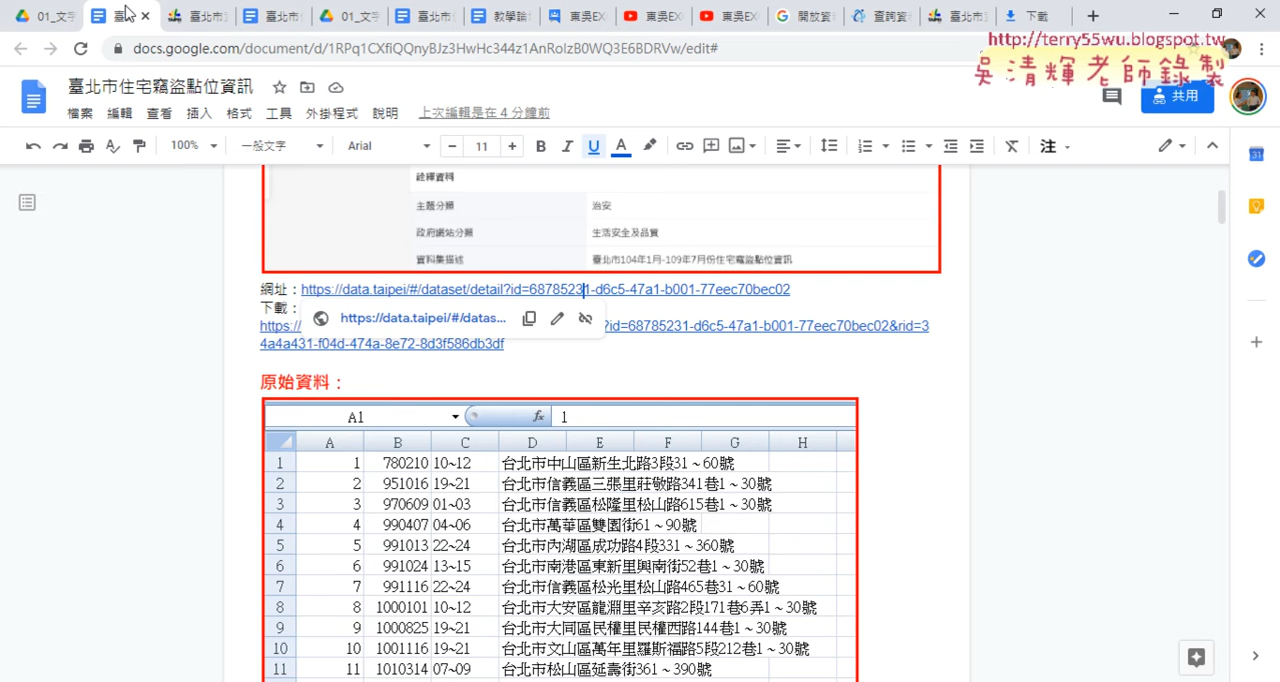 01_文字
臺
臺北市
臺北市
01_文字
臺北市
教學論
東吳EX
東吳EX
東吳EX
開放資
查詢資
臺北市
下載
docs.google.com/document/d/1RPq1CXfiQQnyBJz3HwHc344z1AnRolzB0WQ3E6BDRVw/edit#
http://terry55wu.blogspot.tw
吳清輝老師錄製
臺北市住宅竊盜點位資訊
檔案 編輯 查看 插入 格式 工具 外掛程式 說明 上次編輯是在 4 分鐘前
共用
100% 一般文字 Arial 11 B I U A 注
31
詮釋資料
主題分類 治安
政府網站分類 生活安全及品質
資料集描述 臺北市104年1月-109年7月份住宅竊盜點位資訊
網址：https://data.taipei/#/dataset/detail?id=68785231-d6c5-47a1-b001-77eec70bec02
下載：
https://data.taipei/#/datas...
https:/ ?id=68785231-d6c5-47a1-b001-77eec70bec02&rid=3
4a4a431-f04d-474a-8e72-8d3f586db3df
原始資料：
A1 fx 1
A B C D E F G H
1 1 780210 10~12 台北市中山區新生北路3段31～60號
2 2 951016 19~21 台北市信義區三張里莊敬路341巷1～30號
3 3 970609 01~03 台北市信義區松隆里松山路615巷1～30號
4 4 990407 04~06 台北市萬華區雙園街61～90號
5 5 991013 22~24 台北市內湖區成功路4段331～360號
6 6 991024 13~15 台北市南港區東新里興南街52巷1～30號
7 7 991116 22~24 台北市信義區松光里松山路465巷31～60號
8 8 1000101 10~12 台北市大安區龍淵里辛亥路2段171巷6弄1～30號
9 9 1000825 19~21 台北市大同區民權里民權西路144巷1～30號
10 10 1001116 19~21 台北市文山區萬年里羅斯福路5段212巷1～30號
11 11 1010314 07~09 台北市松山區延壽街361～390號